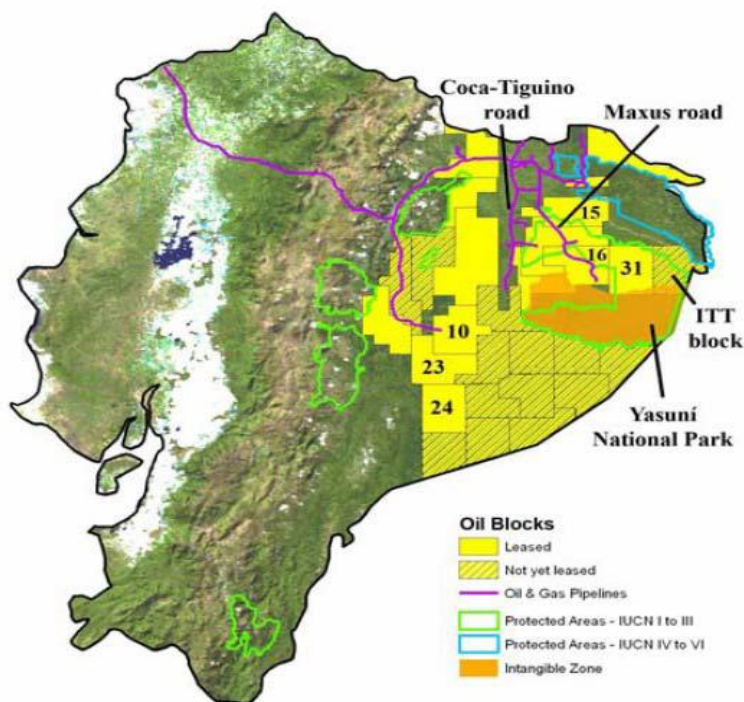 Coca-Tiguino
road
Maxus road
15
16
31
ITT
block
10
23
24
Yasuní
National Park
Oil Blocks
Leased
Not yet leased
Oil & Gas Pipelines
Protected Areas - IUCN I to III
Protected Areas - IUCN IV to VI
Intangible Zone